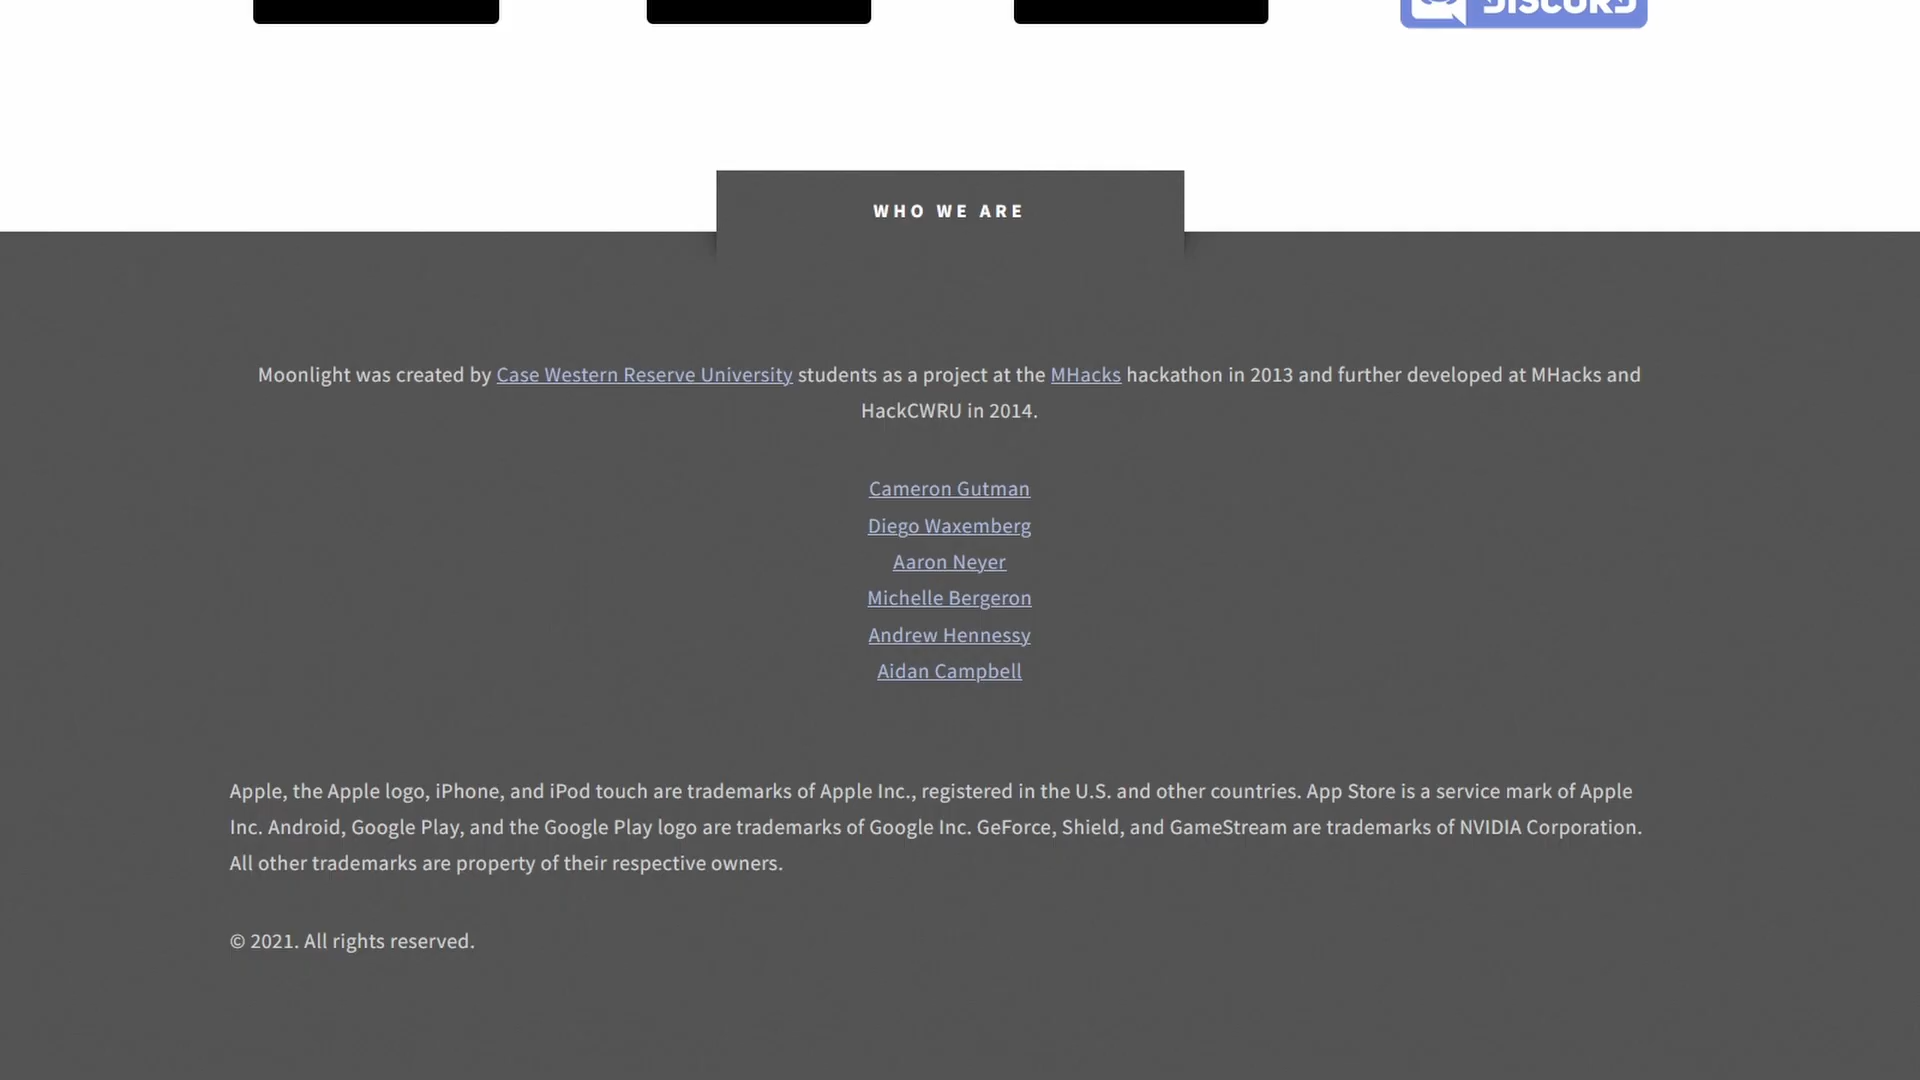 DISCORD
WHO WE ARE
Moonlight was created by Case Western Reserve University students as a project at the MHacks hackathon in 2013 and further developed at MHacks and
HackCWRU in 2014.
Cameron Gutman
Diego Waxemberg
Aaron Neyer
Michelle Bergeron
Andrew Hennessy
Aidan Campbell
Apple, the Apple logo, iPhone, and iPod touch are trademarks of Apple Inc., registered in the U.S. and other countries. App Store is a service mark of Apple
Inc. Android, Google Play, and the Google Play logo are trademarks of Google Inc. GeForce, Shield, and GameStream are trademarks of NVIDIA Corporation.
All other trademarks are property of their respective owners.
© 2021. All rights reserved.